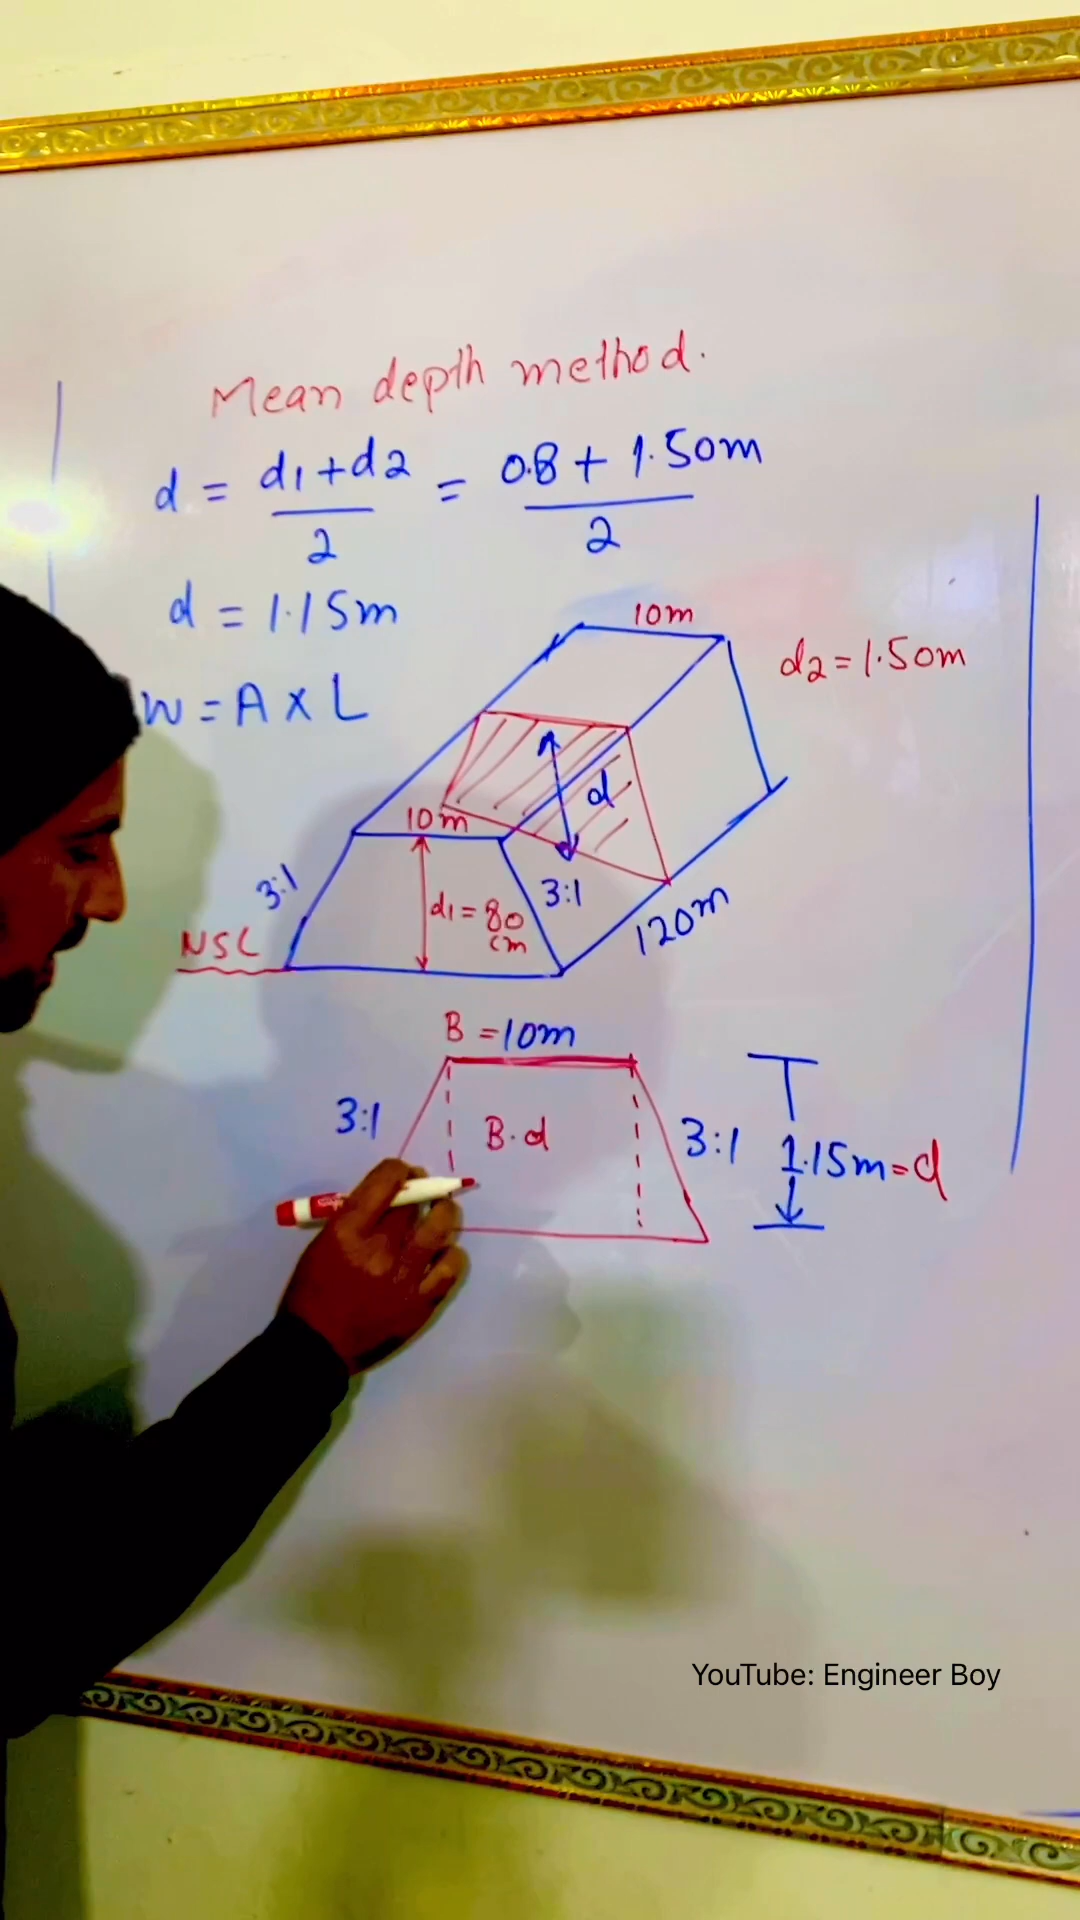 Mean depth method.
d = d1+d2 / 2 = 0.8 + 1.50m / 2
d = 1.15m
W = A X L
10m
d2 = 1.50m
d
10m
3:1
d1 = 80 cm
3:1
120m
NSL
B = 10m
3:1
B.d
3:1
1.15m=d
YouTube: Engineer Boy